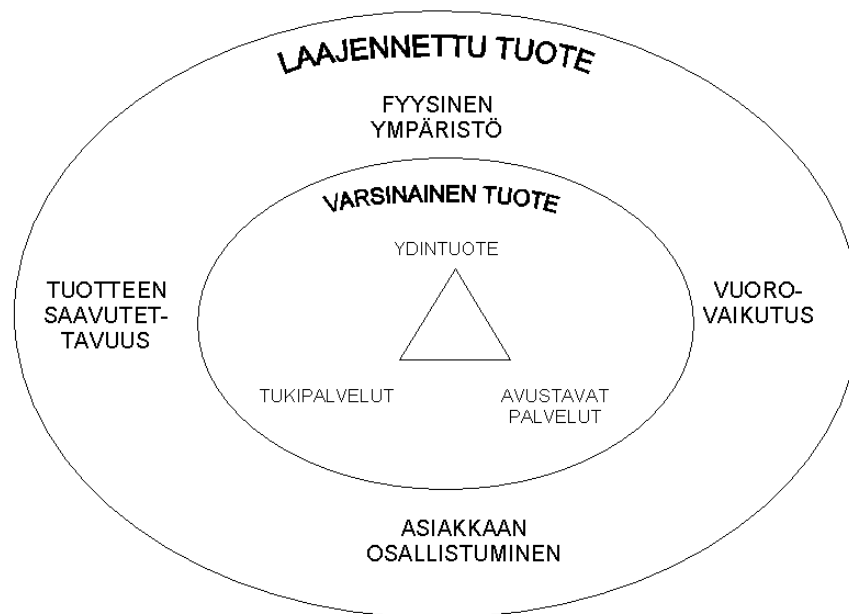 LAAJENNETTU TUOTE
FYYSINEN
YMPÄRISTÖ
VARSINAINEN TUOTE
YDINTUOTE
TUOTTEEN
SAAVUTET-
TAVUUS
VUORO-
VAIKUTUS
TUKIPALVELUT
AVUSTAVAT
PALVELUT
ASIAKKAAN
OSALLISTUMINEN